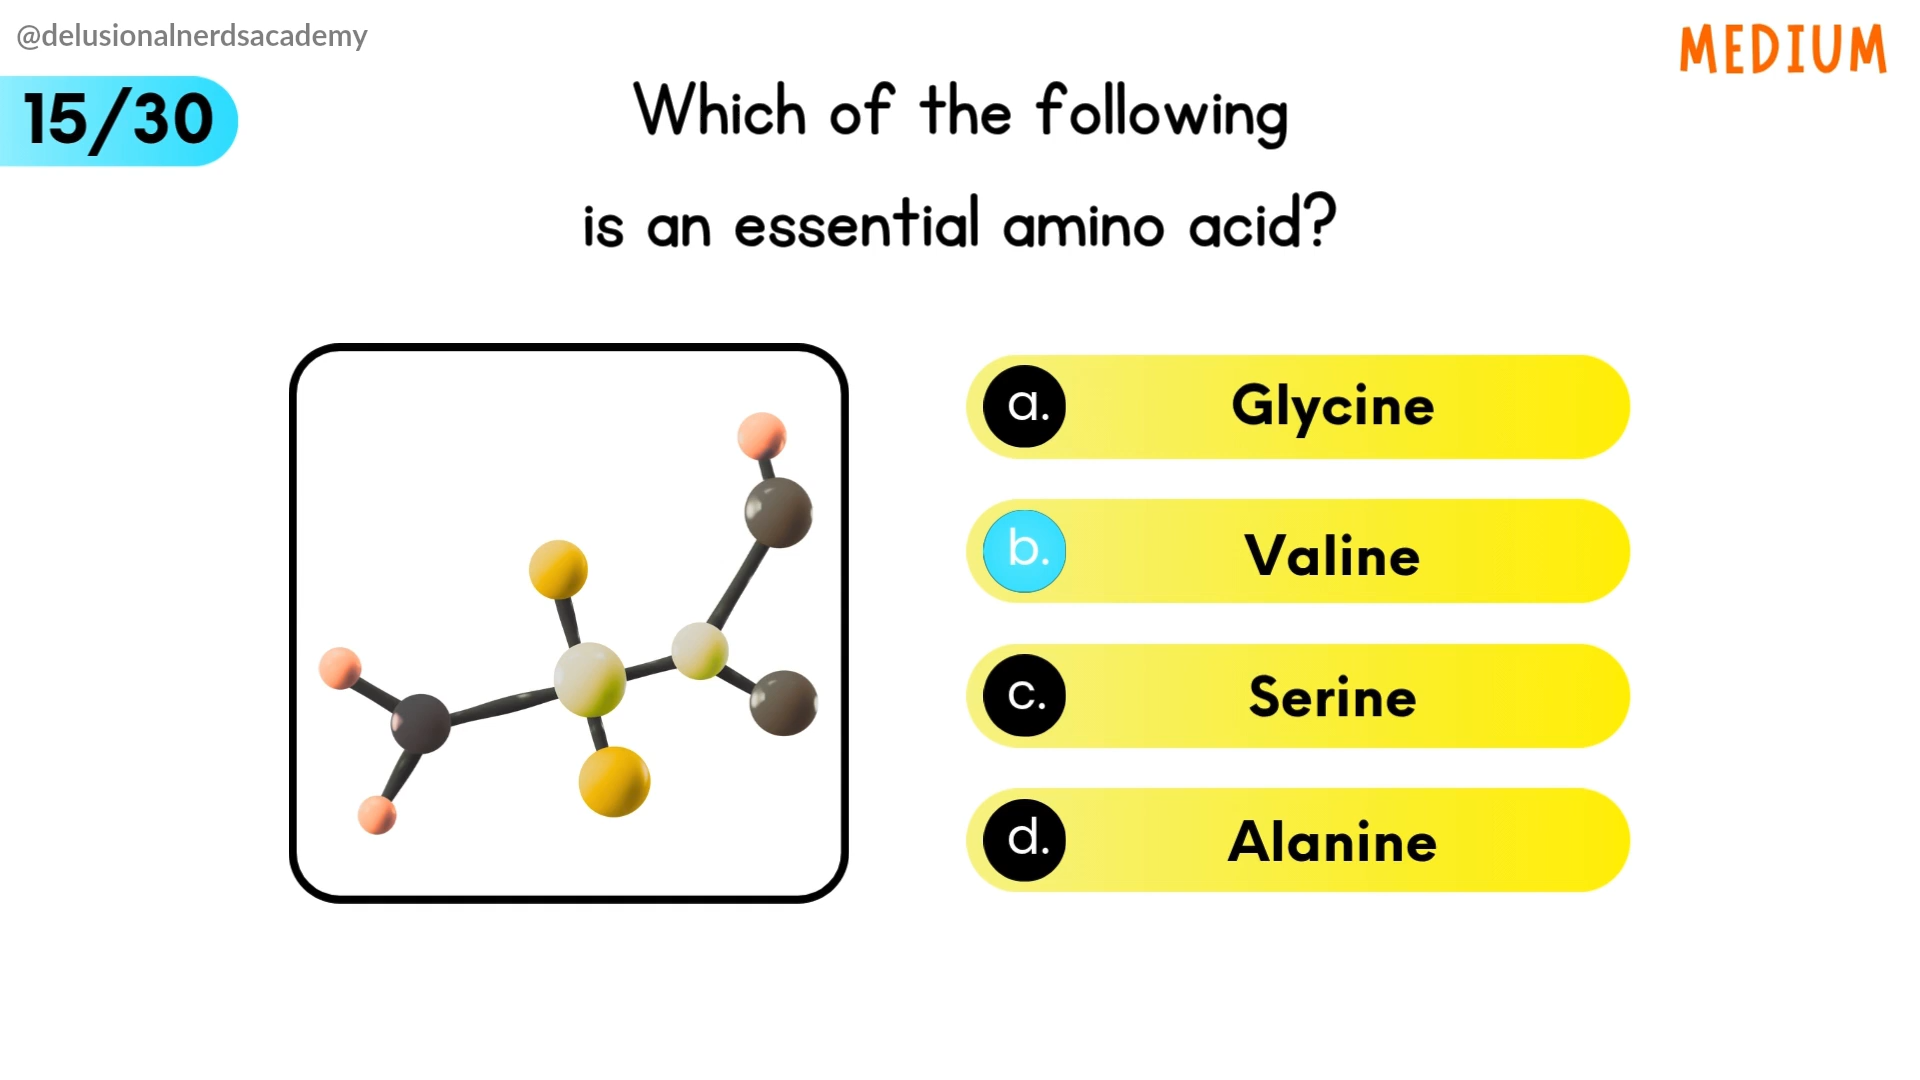 @delusionalnerdsacademy
MEDIUM
15/30
Which of the following
is an essential amino acid?
a. Glycine
b. Valine
c. Serine
d. Alanine